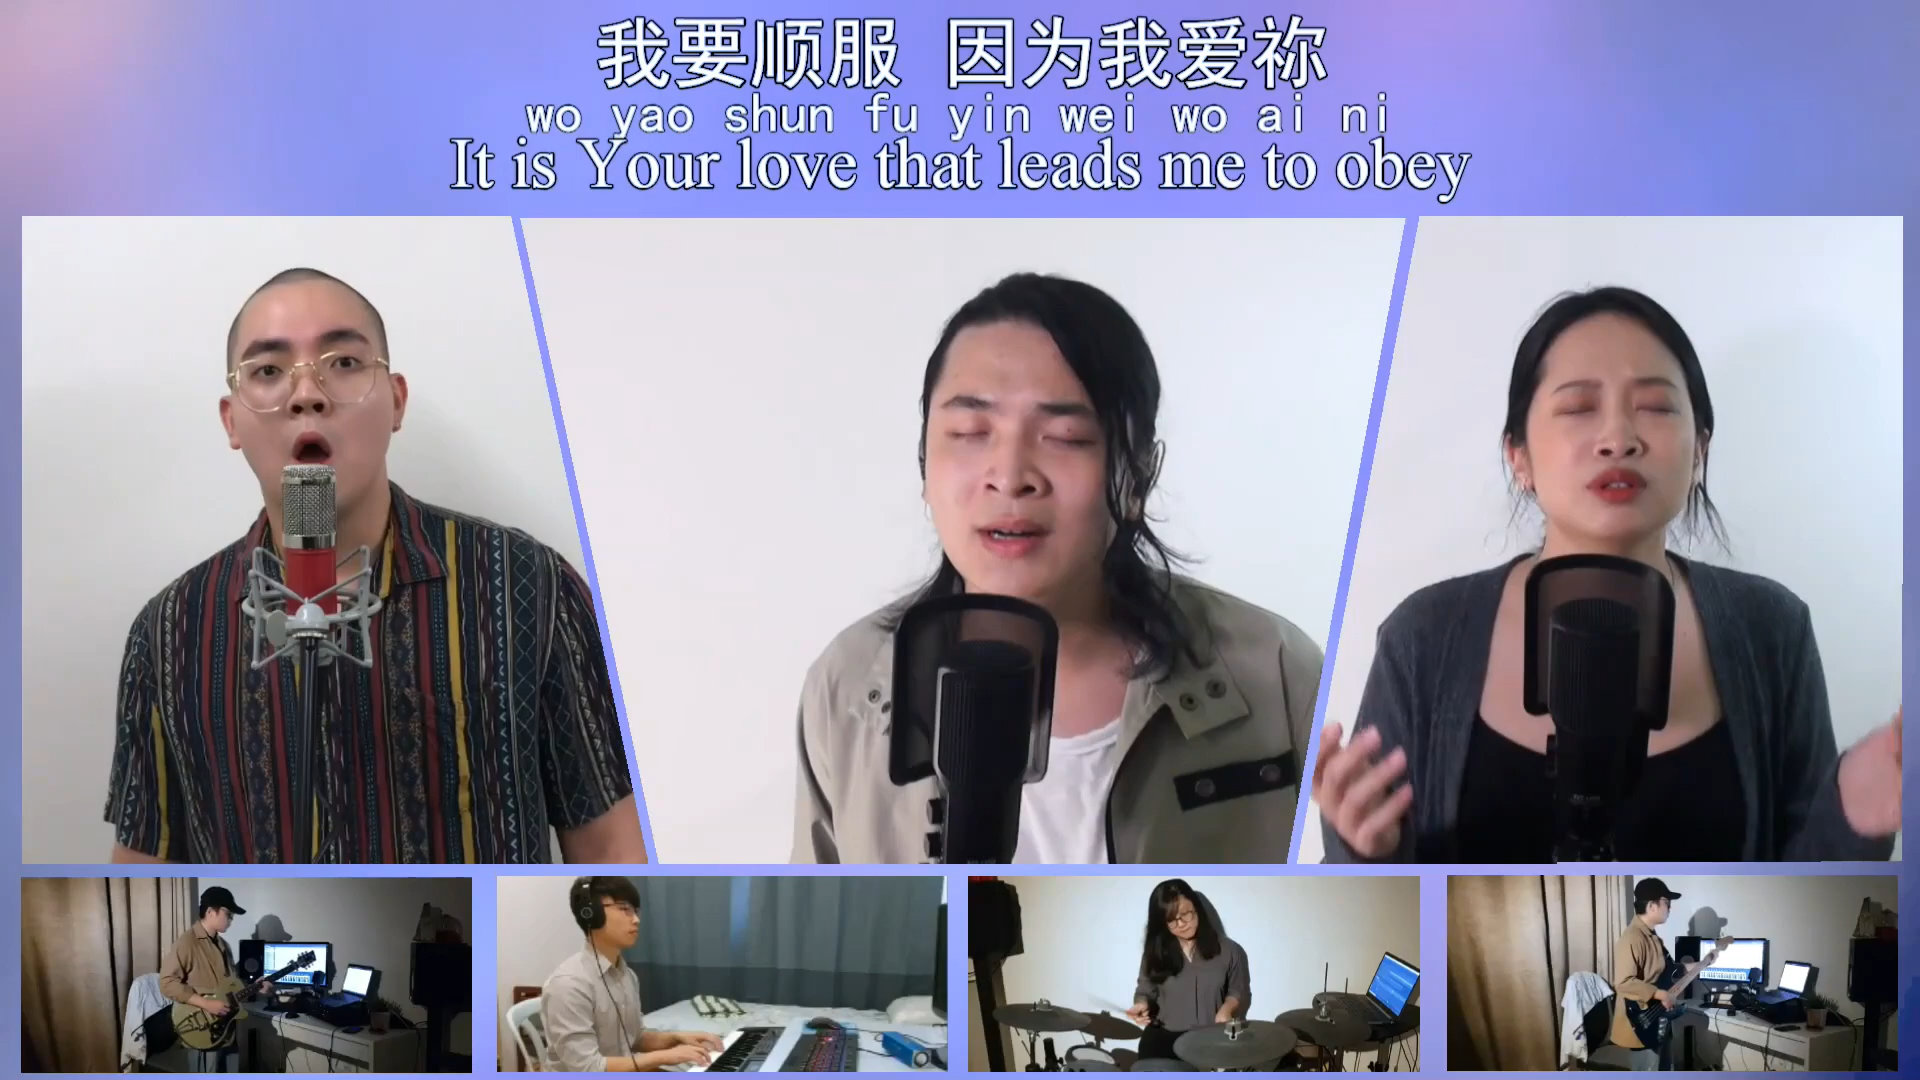 我要顺服 因为我爱祢
wo yao shun fu yin wei wo ai ni
It is Your love that leads me to obey